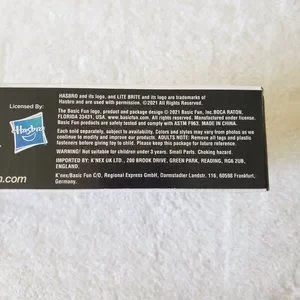 Licensed By:
Hasbro
m.com
HASBRO and its logo, and LITE BRITE and its logo are trademarks of
Hasbro and are used with permission. ©2021 All Rights Reserved.
The Basic Fun logo, product and package design © 2021 Basic Fun, Inc. BOCA RATON,
FLORIDA 33431, USA. www.basicfun.com. All rights reserved. Manufactured under license.
Basic Fun products are safety tested and comply with ASTM F963. MADE IN CHINA.
Each sold separately, subject to availability. Colors and styles may vary from photos as we
continue to modify and improve our products. ADULTS NOTE: Remove all tags and plastic
fasteners before giving toy to child. Please keep this package for future reference.
WARNING! Not suitable for children under 3 years. Small Parts. Choking hazard.
IMPORTED BY: K'NEX UK LTD., 200 BROOK DRIVE, GREEN PARK, READING, RG6 2UB,
ENGLAND.
K'nex/Basic Fun C/O, Regional Express GmbH, Darmstadler Landstr., 116, 60598 Frankfurt,
Germany.